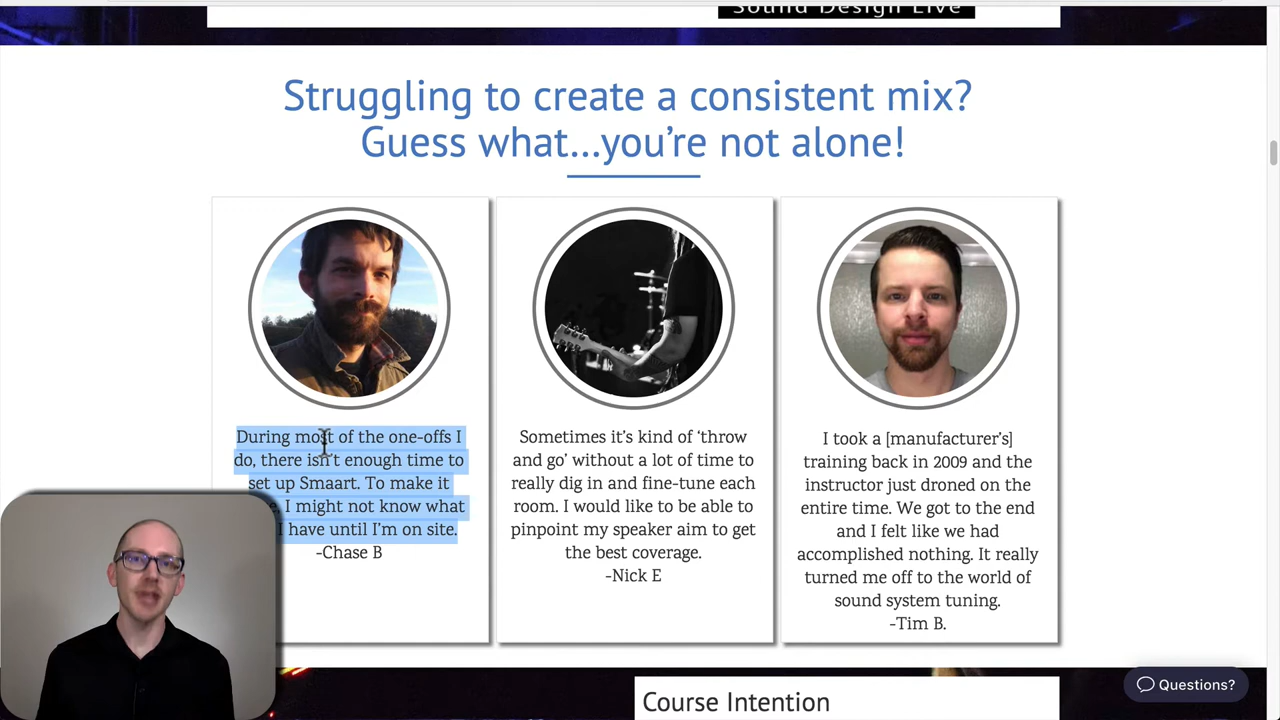 Sound Design Live
Struggling to create a consistent mix?
Guess what...you're not alone!
During most of the one-offs I
do, there isn't enough time to
set up Smaart. To make it
I might not know what
I have until I'm on site.
-Chase B
Sometimes it's kind of 'throw
and go' without a lot of time to
really dig in and fine-tune each
room. I would like to be able to
pinpoint my speaker aim to get
the best coverage.
-Nick E
I took a [manufacturer's]
training back in 2009 and the
instructor just droned on the
entire time. We got to the end
and I felt like we had
accomplished nothing. It really
turned me off to the world of
sound system tuning.
-Tim B.
Course Intention
Questions?